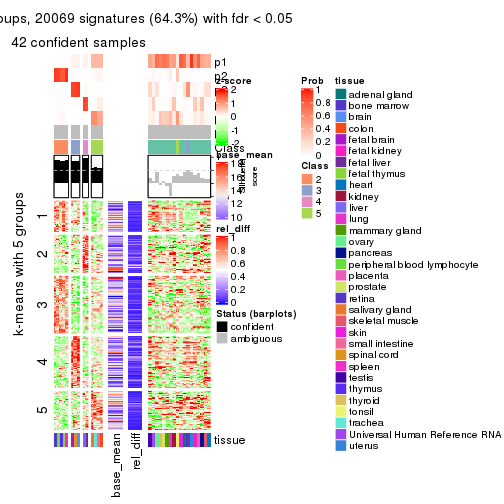 oups, 20069 signatures (64.3%) with fdr < 0.05
42 confident samples
p1
p2
z-score
2
1
0
-1
-2
Class
base_mean
18
16
14
12
10
score
rel_diff
1
0.8
0.6
0.4
0.2
0
Status (barplots)
confident
ambiguous
k-means with 5 groups
1
2
3
4
5
base_mean
rel_diff
tissue
Prob
1
0.8
0.6
0.4
0.2
0
Class
2
3
4
5
tissue
adrenal gland
bone marrow
brain
colon
fetal brain
fetal kidney
fetal liver
fetal thymus
heart
kidney
liver
lung
mammary gland
ovary
pancreas
peripheral blood lymphocyte
placenta
prostate
retina
salivary gland
skeletal muscle
skin
small intestine
spinal cord
spleen
testis
thymus
thyroid
tonsil
trachea
Universal Human Reference RNA
uterus